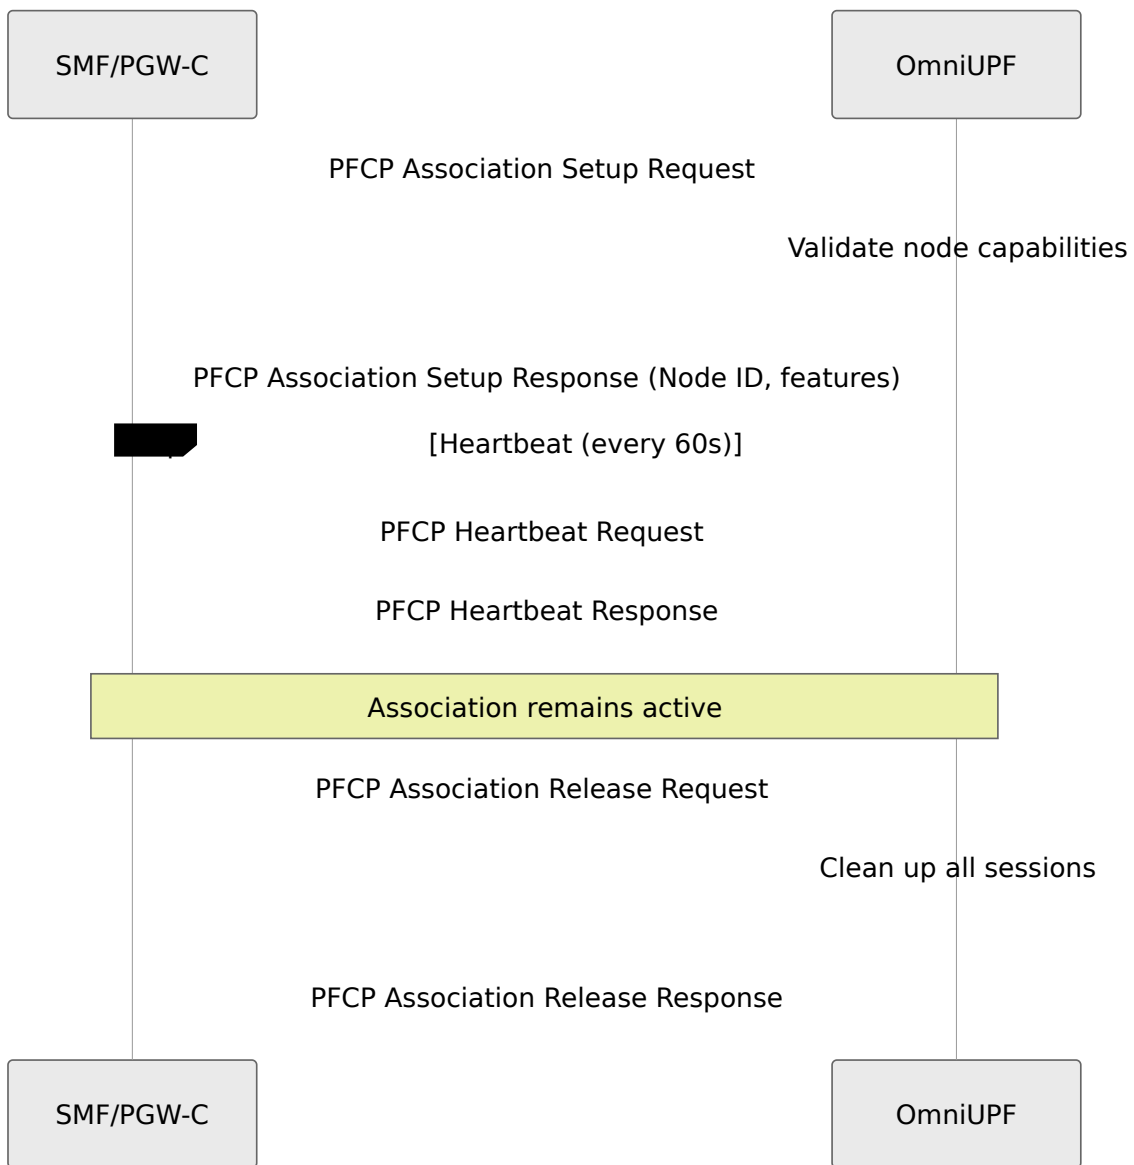 SMF/PGW-C
OmniUPF
PFCP Association Setup Request
Validate node capabilities
PFCP Association Setup Response (Node ID, features)
[Heartbeat (every 60s)]
PFCP Heartbeat Request
PFCP Heartbeat Response
Association remains active
PFCP Association Release Request
Clean up all sessions
PFCP Association Release Response
SMF/PGW-C
OmniUPF